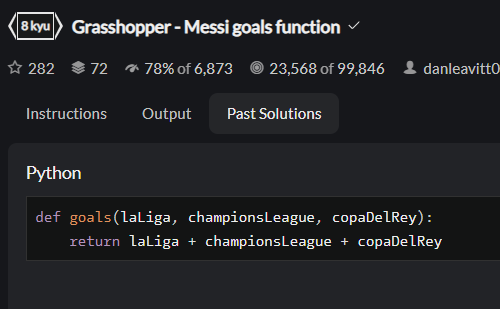 8 kyu Grasshopper - Messi goals function
282 72 78% of 6,873 23,568 of 99,846 danleavitt0
Instructions Output Past Solutions
Python
def goals(laLiga, championsLeague, copaDelRey):
return laLiga + championsLeague + copaDelRey